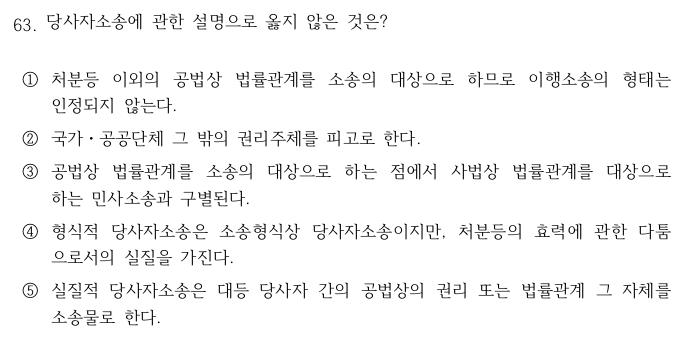 63. 당사자소송에 관한 설명으로 옳지 않은 것은?
① 처분등 이외의 공법상 법률관계를 소송의 대상으로 하므로 이행소송의 형태는
인정되지 않는다.
② 국가·공공단체 그 밖의 권리주체를 피고로 한다.
③ 공법상 법률관계를 소송의 대상으로 하는 점에서 사법상 법률관계를 대상으로
하는 민사소송과 구별된다.
④ 형식적 당사자소송은 소송형식상 당사자소송이지만, 처분등의 효력에 관한 다툼
으로서의 실질을 가진다.
⑤ 실질적 당사자소송은 대등 당사자 간의 공법상의 권리 또는 법률관계 그 자체를
소송물로 한다.